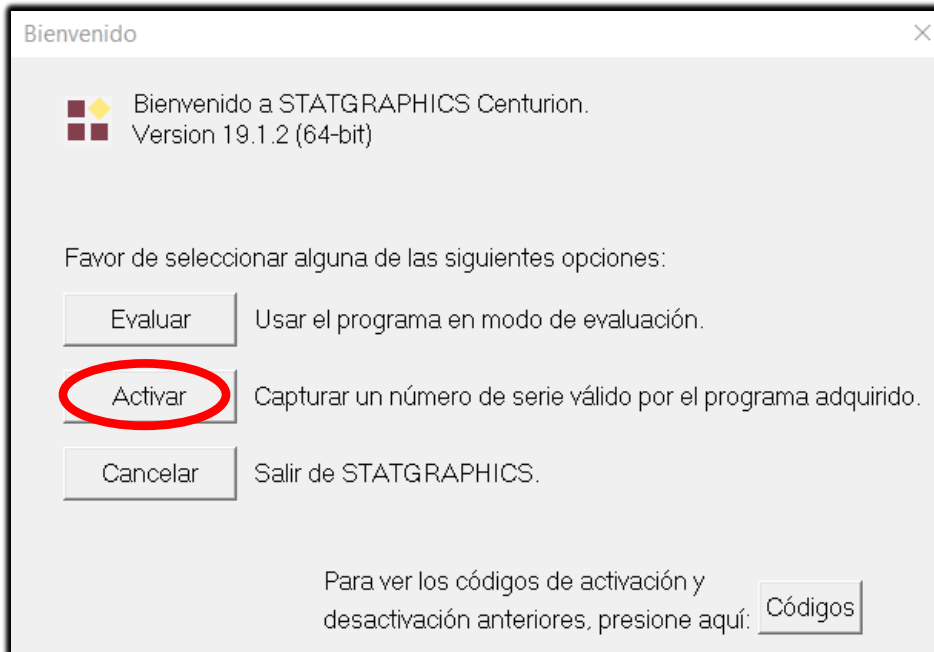 Bienvenido
Bienvenido a STATGRAPHICS Centurion.
Version 19.1.2 (64-bit)
Favor de seleccionar alguna de las siguientes opciones:
Evaluar Usar el programa en modo de evaluación.
Activar Capturar un número de serie válido por el programa adquirido.
Cancelar Salir de STATGRAPHICS.
Para ver los códigos de activación y
desactivación anteriores, presione aquí: Códigos